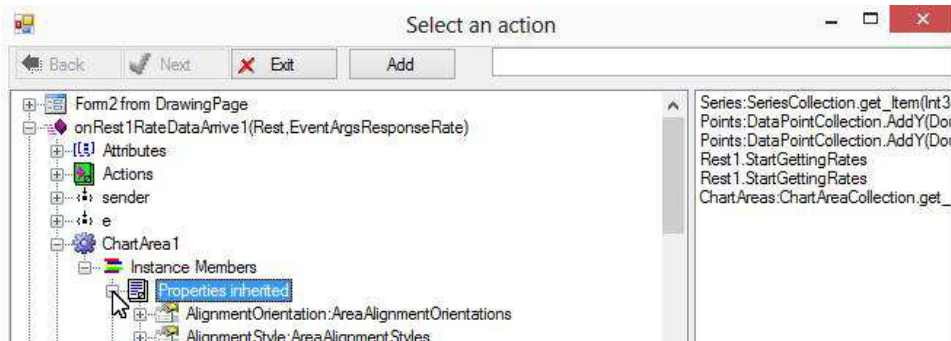 Select an action
Back Next Exit Add
Form2 from DrawingPage
onRest1RateDataArrive1(Rest,EventArgsResponseRate)
Attributes
Actions
sender
e
ChartArea1
Instance Members
Properties inherited
AlignmentOrientation:AreaAlignmentOrientations
AlignmentStyle:AreaAlignmentStyles
Series:SeriesCollection.get_Item(Int3
Points:DataPointCollection.AddY(Dou
Points:DataPointCollection.AddY(Dou
Rest1.StartGettingRates
Rest1.StartGettingRates
ChartAreas:ChartAreaCollection.get_